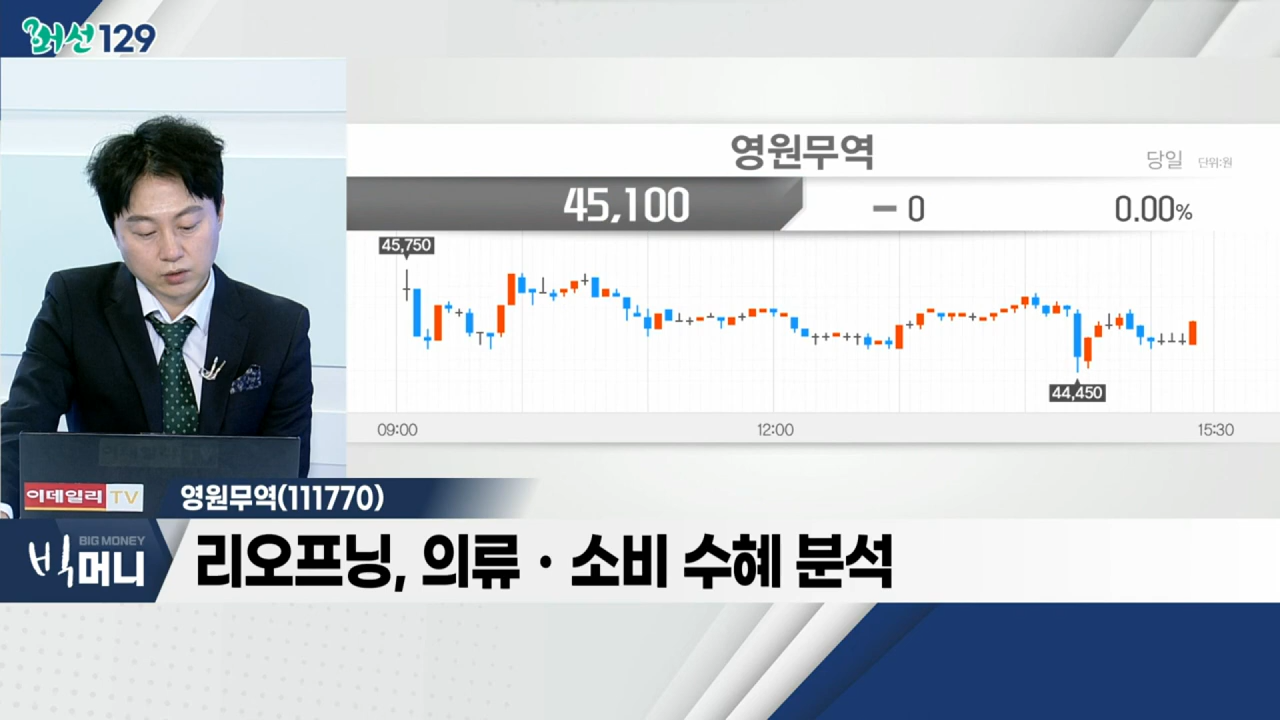 머선129
영원무역
당일 단위:원
45,100 0 0.00%
45,750
44,450
09:00 12:00 15:30
이데일리TV
영원무역(111770)
BIG MONEY
빅머니
리오프닝, 의류·소비 수혜 분석